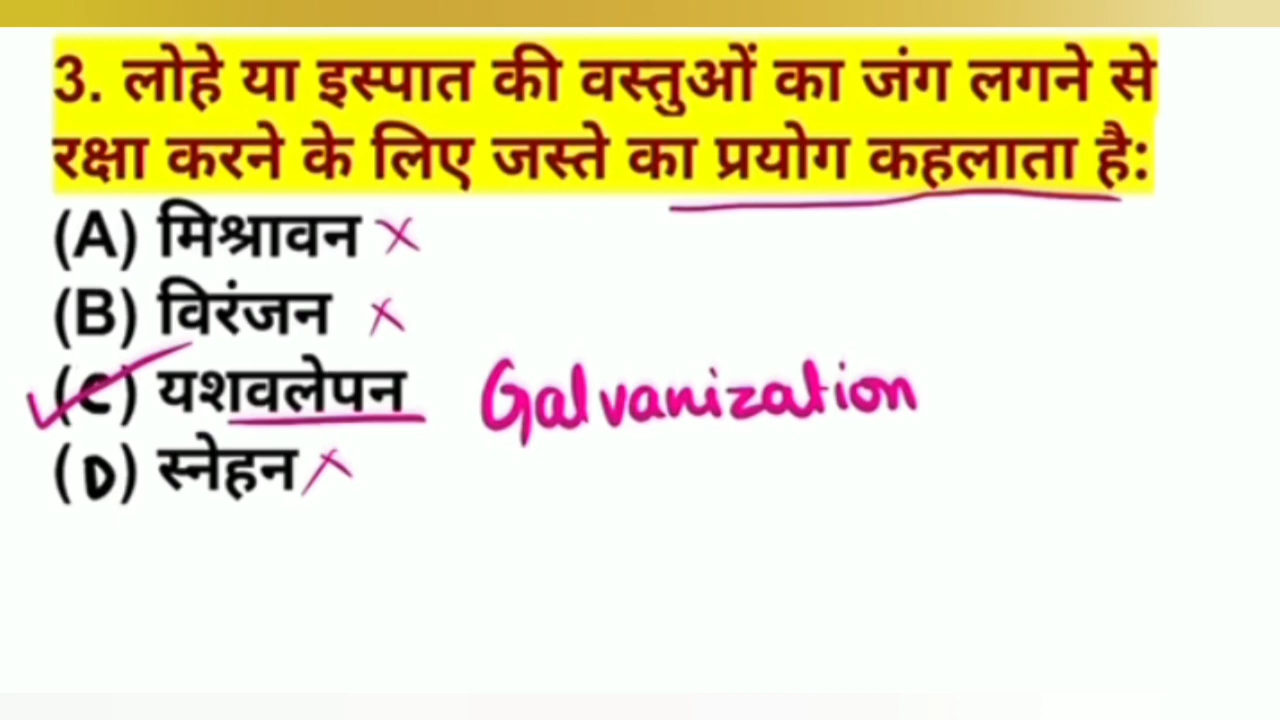 3. लोहे या इस्पात की वस्तुओं का जंग लगने से
रक्षा करने के लिए जस्ते का प्रयोग कहलाता है:
(A) मिश्रावन
(B) विरंजन
(C) यशवलेपन Galvanization
(D) स्नेहन